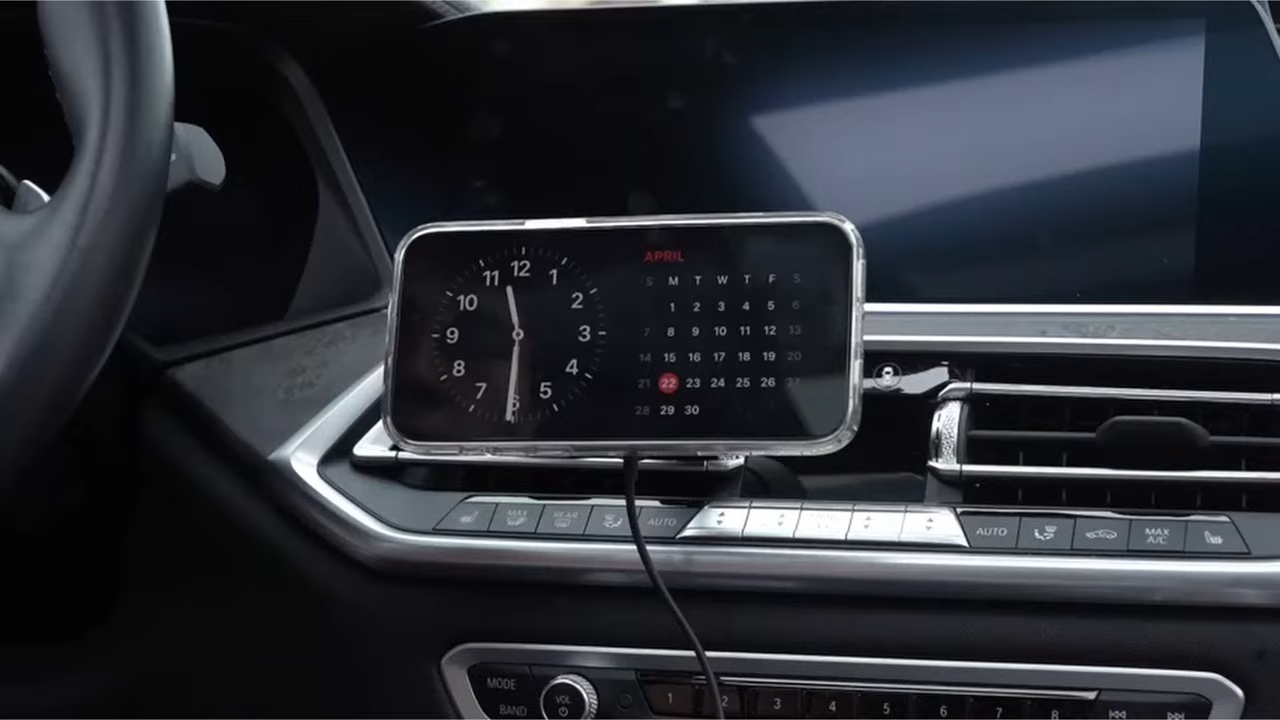 12
11 1
10 2
9 3
8 4
7 5
6
APRIL
S M T W T F S
1 2 3 4 5 6
7 8 9 10 11 12 13
14 15 16 17 18 19 20
21 22 23 24 25 26 27
28 29 30
MAX REAR AUTO AUTO MAX A/C
MODE VOL 1 2 3 4 5 6 7 8
BAND